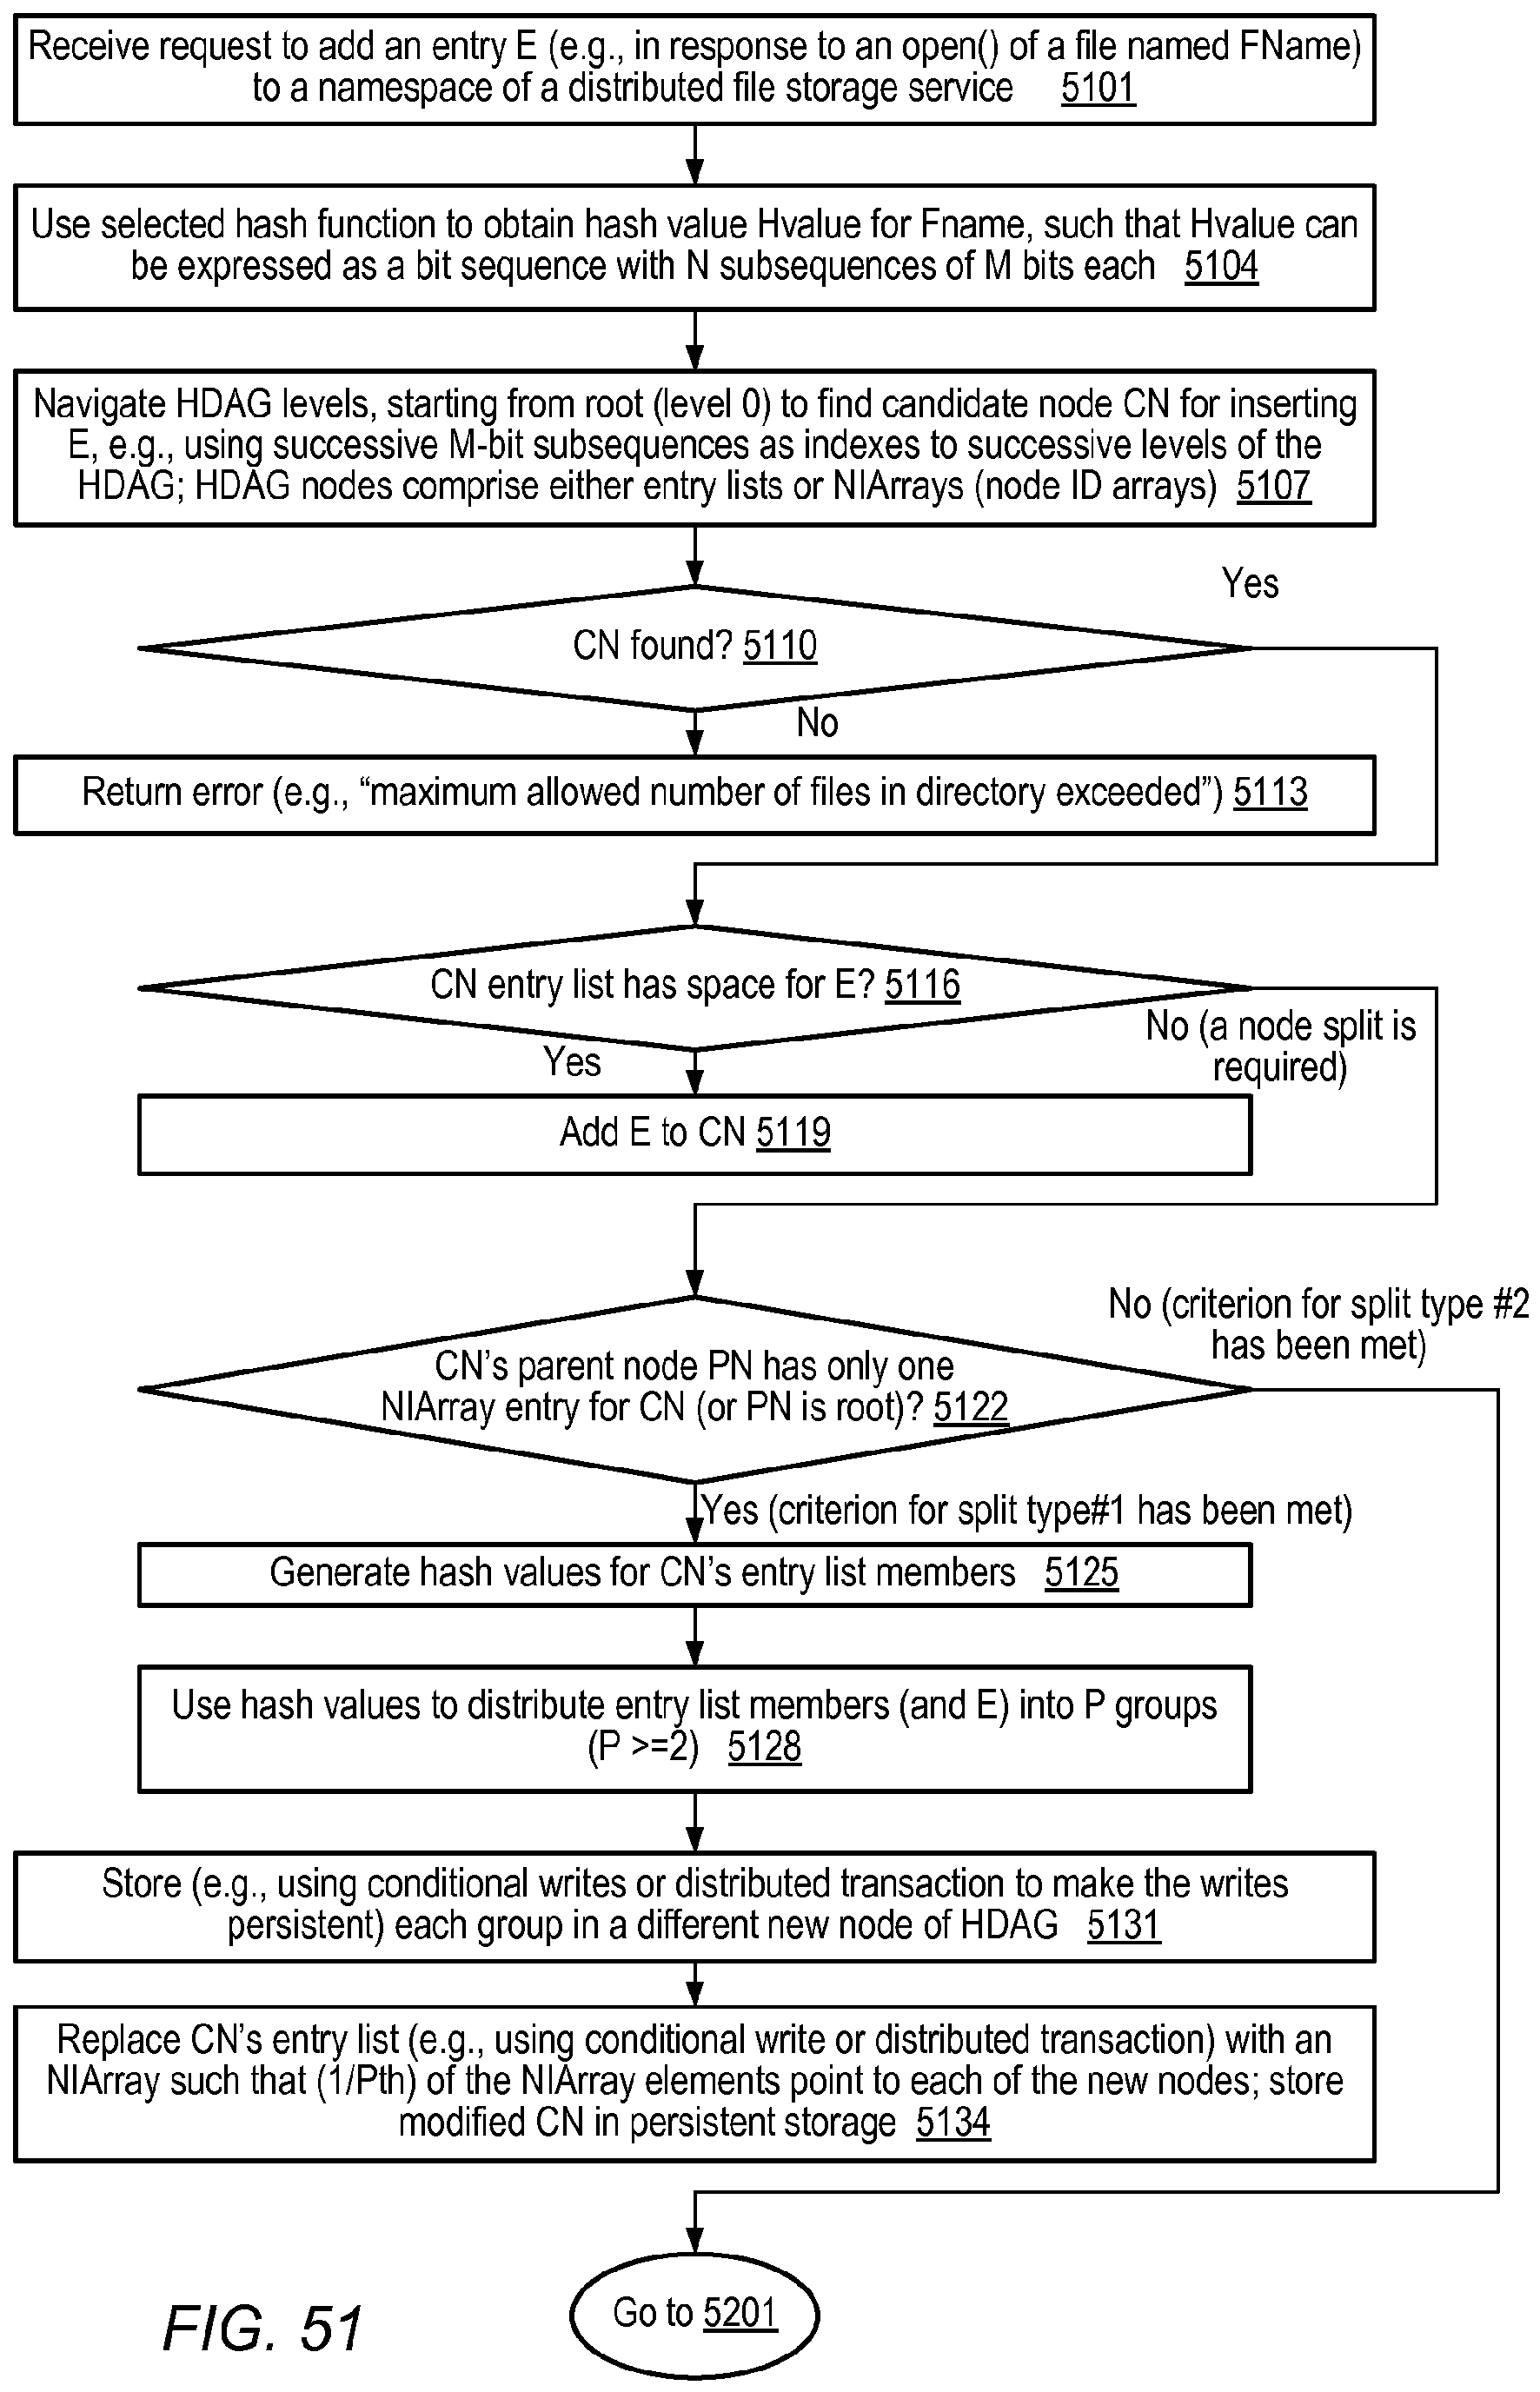 Receive request to add an entry E (e.g., in response to an open() of a file named FName)
to a namespace of a distributed file storage service 5101
Use selected hash function to obtain hash value Hvalue for Fname, such that Hvalue can
be expressed as a bit sequence with N subsequences of M bits each 5104
Navigate HDAG levels, starting from root (level 0) to find candidate node CN for inserting
E, e.g., using successive M-bit subsequences as indexes to successive levels of the
HDAG; HDAG nodes comprise either entry lists or NIArrays (node ID arrays) 5107
Yes
CN found? 5110
No
Return error (e.g., “maximum allowed number of files in directory exceeded”) 5113
CN entry list has space for E? 5116
No (a node split is
required)
Yes
Add E to CN 5119
No (criterion for split type #2
has been met)
CN’s parent node PN has only one
NIArray entry for CN (or PN is root)? 5122
Yes (criterion for split type#1 has been met)
Generate hash values for CN’s entry list members 5125
Use hash values to distribute entry list members (and E) into P groups
(P >=2) 5128
Store (e.g., using conditional writes or distributed transaction to make the writes
persistent) each group in a different new node of HDAG 5131
Replace CN’s entry list (e.g., using conditional write or distributed transaction) with an
NIArray such that (1/Pth) of the NIArray elements point to each of the new nodes; store
modified CN in persistent storage 5134
Go to 5201
FIG. 51